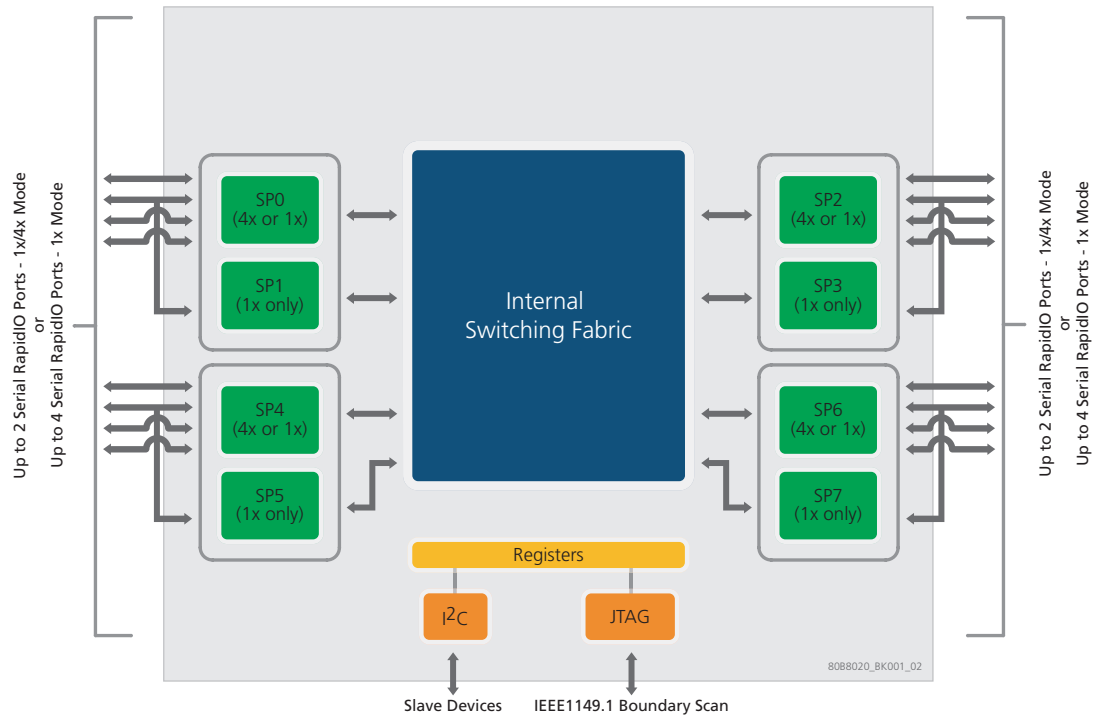 Up to 2 Serial RapidIO Ports - 1x/4x Mode
or
Up to 4 Serial RapidIO Ports - 1x Mode
SP0
(4x or 1x)
SP1
(1x only)
SP4
(4x or 1x)
SP5
(1x only)
Internal
Switching Fabric
SP2
(4x or 1x)
SP3
(1x only)
SP6
(4x or 1x)
SP7
(1x only)
Up to 2 Serial RapidIO Ports - 1x/4x Mode
or
Up to 4 Serial RapidIO Ports - 1x Mode
Registers
I²C
JTAG
80B8020_BK001_02
Slave Devices
IEEE1149.1 Boundary Scan